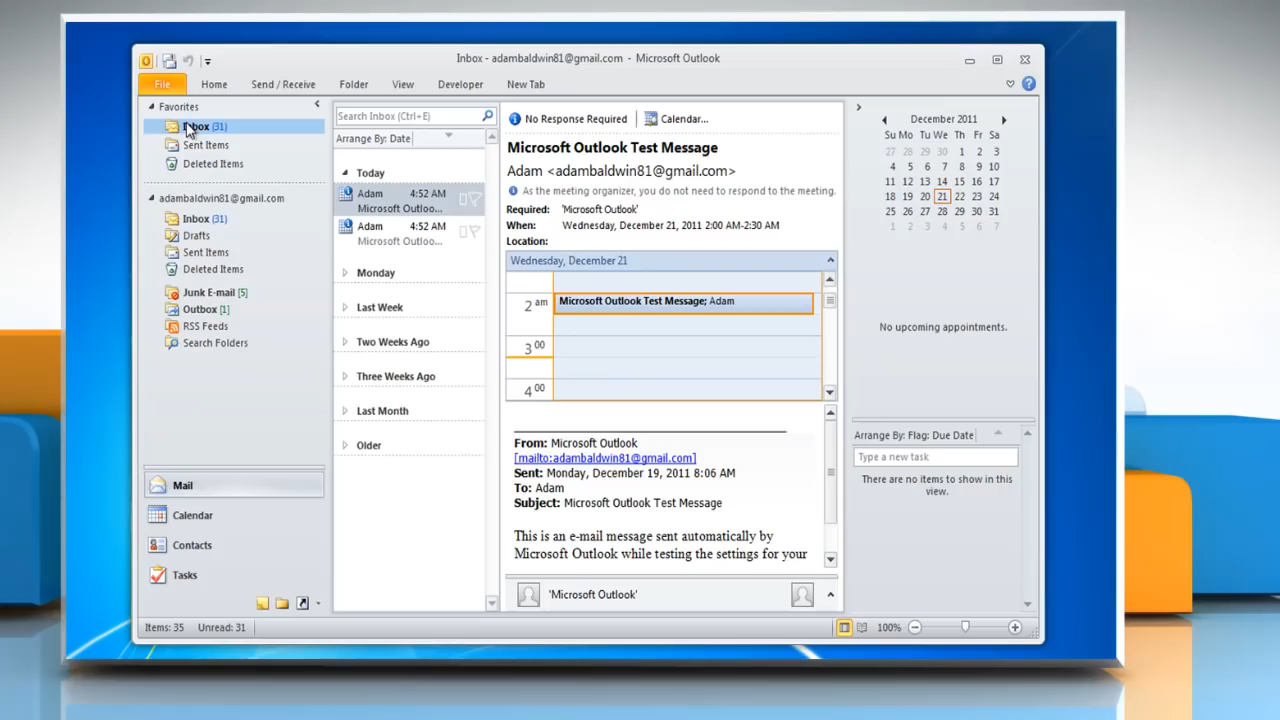 Inbox - adambaldwin81@gmail.com - Microsoft Outlook
File Home Send / Receive Folder View Developer New Tab
Favorites
Inbox (31)
Sent Items
Deleted Items
adambaldwin81@gmail.com
Inbox (31)
Drafts
Sent Items
Deleted Items
Junk E-mail [5]
Outbox [1]
RSS Feeds
Search Folders
Mail
Calendar
Contacts
Tasks
Search Inbox (Ctrl+E)
Arrange By: Date
Today
Adam 4:52 AM
Microsoft Outloo...
Adam 4:52 AM
Microsoft Outloo...
Monday
Last Week
Two Weeks Ago
Three Weeks Ago
Last Month
Older
No Response Required Calendar...
Microsoft Outlook Test Message
Adam <adambaldwin81@gmail.com>
As the meeting organizer, you do not need to respond to the meeting.
Required: 'Microsoft Outlook'
When: Wednesday, December 21, 2011 2:00 AM-2:30 AM
Location:
Wednesday, December 21
2 am Microsoft Outlook Test Message; Adam
3 00
4 00
From: Microsoft Outlook
[mailto:adambaldwin81@gmail.com]
Sent: Monday, December 19, 2011 8:06 AM
To: Adam
Subject: Microsoft Outlook Test Message
This is an e-mail message sent automatically by
Microsoft Outlook while testing the settings for your
'Microsoft Outlook'
December 2011
Su Mo Tu We Th Fr Sa
27 28 29 30 1 2 3
4 5 6 7 8 9 10
11 12 13 14 15 16 17
18 19 20 21 22 23 24
25 26 27 28 29 30 31
1 2 3 4 5 6 7
No upcoming appointments.
Arrange By: Flag: Due Date
Type a new task
There are no items to show in this
view.
Items: 35 Unread: 31 100%